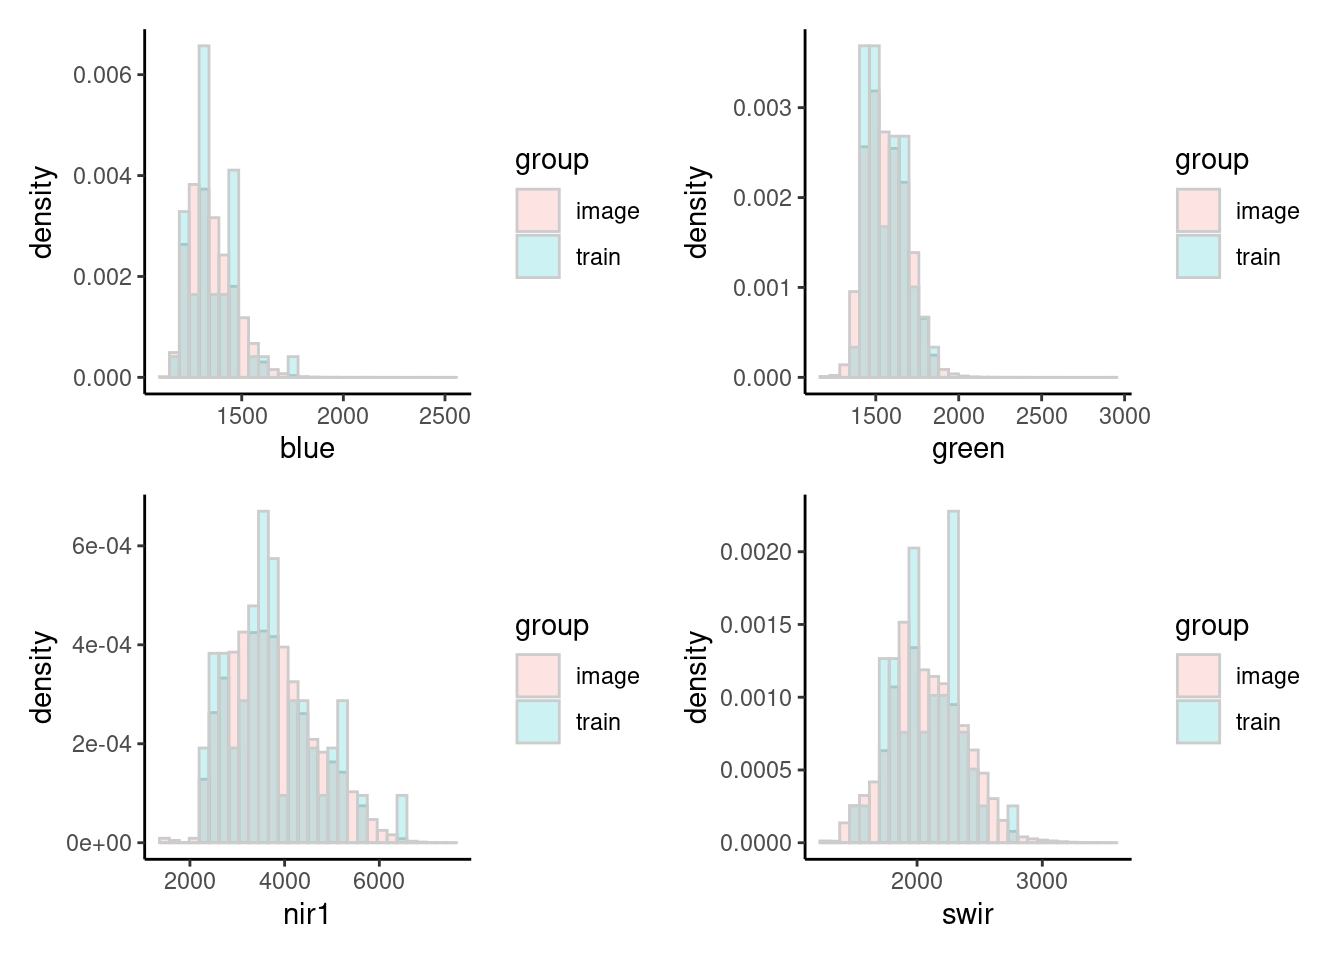 0.006
0.004
0.002
0.000
density
1500 2000 2500
blue
group
image
train
0.003
0.002
0.001
0.000
density
1500 2000 2500 3000
green
group
image
train
6e-04
4e-04
2e-04
0e+00
density
2000 4000 6000
nir1
group
image
train
0.0020
0.0015
0.0010
0.0005
0.0000
density
2000 3000
swir
group
image
train